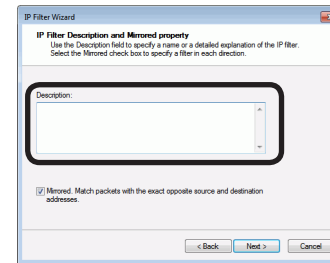 IP Filter Wizard
IP Filter Description and Mirrored property
Use the Description field to specify a name or a detailed explanation of the IP filter.
Select the Mirrored check box to specify a filter in each direction.
Description:
Mirrored. Match packets with the exact opposite source and destination
addresses.
< Back
Next >
Cancel